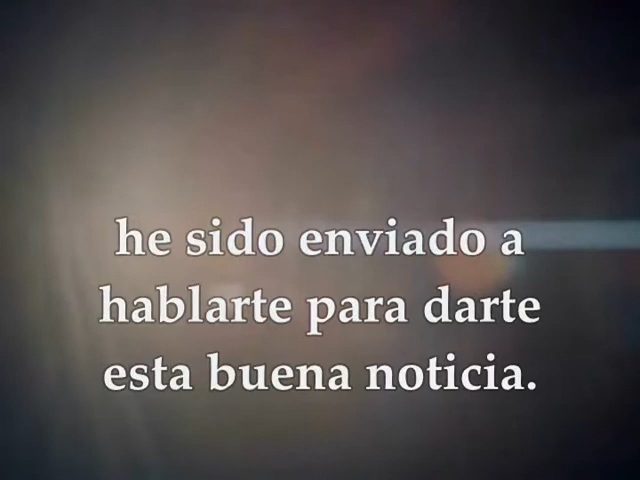 he sido enviado a
hablarte para darte
esta buena noticia.